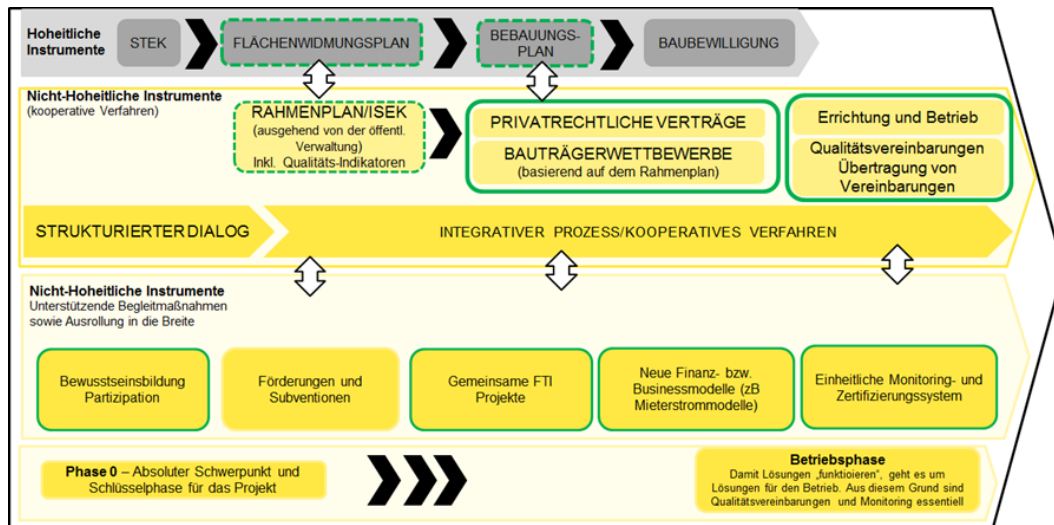 Hoheitliche
Instrumente
STEK
FLÄCHENWIDMUNGSPLAN
BEBAUUNGS-
PLAN
BAUBEWILLIGUNG
Nicht-Hoheitliche Instrumente
(kooperative Verfahren)
RAHMENPLAN/ISEK
(ausgehend von der öffentl.
Verwaltung)
Inkl. Qualitäts-Indikatoren
PRIVATRECHTLICHE VERTRÄGE
BAUTRÄGERWETTBEWERBE
(basierend auf dem Rahmenplan)
Errichtung und Betrieb
Qualitätsvereinbarungen
Übertragung von
Vereinbarungen
STRUKTURIERTER DIALOG
INTEGRATIVER PROZESS/KOOPERATIVES VERFAHREN
Nicht-Hoheitliche Instrumente
Unterstützende Begleitmaßnahmen
sowie Ausrollung in die Breite
Bewusstseinsbildung
Partizipation
Förderungen und
Subventionen
Gemeinsame FTI
Projekte
Neue Finanz- bzw.
Businessmodelle (zB
Mieterstrommodelle)
Einheitliche Monitoring- und
Zertifizierungssystem
Phase 0 – Absoluter Schwerpunkt und
Schlüsselphase für das Projekt
Betriebsphase
Damit Lösungen „funktionieren", geht es um
Lösungen für den Betrieb. Aus diesem Grund sind
Qualitätsvereinbarungen und Monitoring essentiell